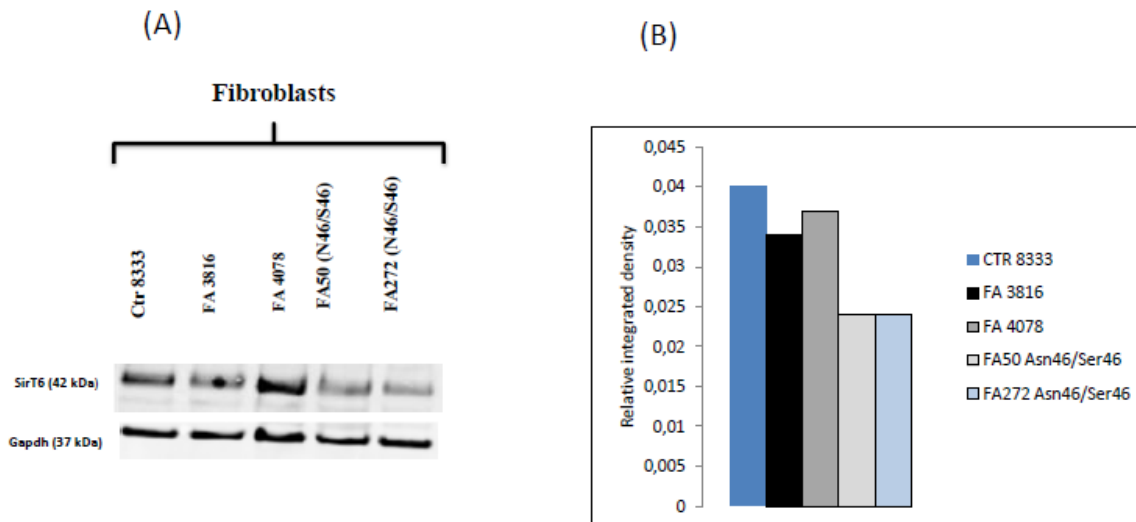 (A)
Fibroblasts
Ctr 8333
FA 3816
FA 4078
FA50 (N46/S46)
FA272 (N46/S46)
SirT6 (42 kDa)
Gapdh (37 kDa)
(B)
Relative integrated density
0,045
0,04
0,035
0,03
0,025
0,02
0,015
0,01
0,005
0
CTR 8333
FA 3816
FA 4078
FA50 Asn46/Ser46
FA272 Asn46/Ser46